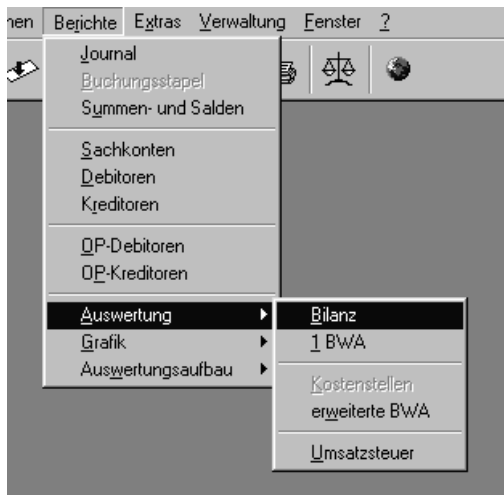 nen Berichte Extras Verwaltung Fenster ?
Journal
Buchungsstapel
Summen- und Salden
Sachkonten
Debitoren
Kreditoren
OP-Debitoren
OP-Kreditoren
Auswertung
Grafik
Auswertungsaufbau
Bilanz
1 BWA
Kostenstellen
erweiterte BWA
Umsatzsteuer